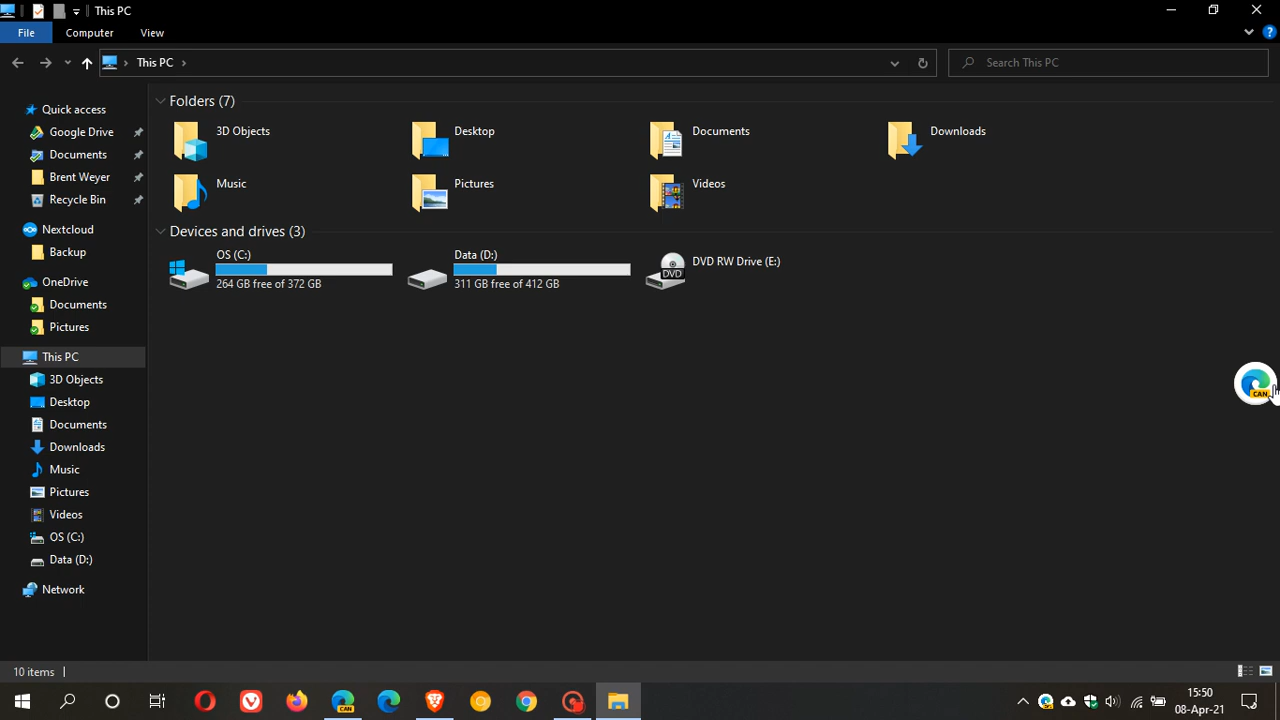 This PC
File Computer View
This PC
Search This PC
Quick access
Google Drive
Documents
Brent Weyer
Recycle Bin
Nextcloud
Backup
OneDrive
Documents
Pictures
This PC
3D Objects
Desktop
Documents
Downloads
Music
Pictures
Videos
OS (C:)
Data (D:)
Network
Folders (7)
3D Objects
Desktop
Documents
Downloads
Music
Pictures
Videos
Devices and drives (3)
OS (C:)
264 GB free of 372 GB
Data (D:)
311 GB free of 412 GB
DVD
DVD RW Drive (E:)
CAN
10 items
CAN
15:50
08-Apr-21